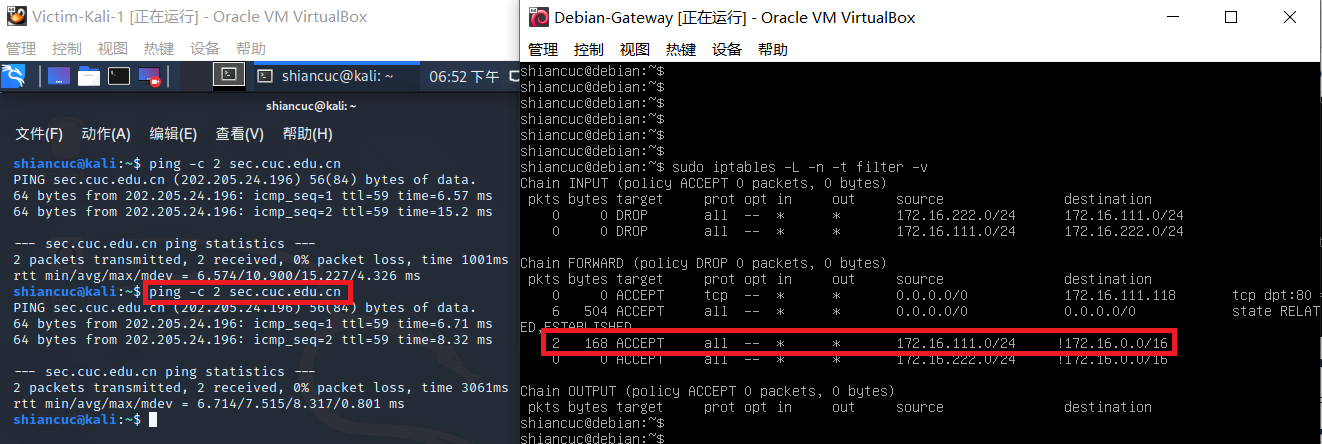 Victim-Kali-1 [正在运行] - Oracle VM VirtualBox
管理 控制 视图 热键 设备 帮助
shiancuc@kali: ~ 06:52 下午
shiancuc@kali: ~
文件(F) 动作(A) 编辑(E) 查看(V) 帮助(H)
shiancuc@kali:~$ ping -c 2 sec.cuc.edu.cn
PING sec.cuc.edu.cn (202.205.24.196) 56(84) bytes of data.
64 bytes from 202.205.24.196: icmp_seq=1 ttl=59 time=6.57 ms
64 bytes from 202.205.24.196: icmp_seq=2 ttl=59 time=15.2 ms
--- sec.cuc.edu.cn ping statistics ---
2 packets transmitted, 2 received, 0% packet loss, time 1001ms
rtt min/avg/max/mdev = 6.574/10.900/15.227/4.326 ms
shiancuc@kali:~$ ping -c 2 sec.cuc.edu.cn
PING sec.cuc.edu.cn (202.205.24.196) 56(84) bytes of data.
64 bytes from 202.205.24.196: icmp_seq=1 ttl=59 time=6.71 ms
64 bytes from 202.205.24.196: icmp_seq=2 ttl=59 time=8.32 ms
--- sec.cuc.edu.cn ping statistics ---
2 packets transmitted, 2 received, 0% packet loss, time 3061ms
rtt min/avg/max/mdev = 6.714/7.515/8.317/0.801 ms
shiancuc@kali:~$
Debian-Gateway [正在运行] - Oracle VM VirtualBox
管理 控制 视图 热键 设备 帮助
shiancuc@debian:~$
shiancuc@debian:~$
shiancuc@debian:~$
shiancuc@debian:~$
shiancuc@debian:~$
shiancuc@debian:~$
shiancuc@debian:~$ sudo iptables -L -n -t filter -v
Chain INPUT (policy ACCEPT 0 packets, 0 bytes)
pkts bytes target prot opt in out source destination
0 0 DROP all -- * * 172.16.222.0/24 172.16.111.0/24
0 0 DROP all -- * * 172.16.111.0/24 172.16.222.0/24
Chain FORWARD (policy DROP 0 packets, 0 bytes)
pkts bytes target prot opt in out source destination
0 0 ACCEPT tcp -- * * 0.0.0.0/0 172.16.111.118 tcp dpt:80
6 504 ACCEPT all -- * * 0.0.0.0/0 0.0.0.0/0 state RELAT
ED,ESTABLISHED
2 168 ACCEPT all -- * * 172.16.111.0/24 !172.16.0.0/16
0 0 ACCEPT all -- * * 172.16.222.0/24 !172.16.0.0/16
Chain OUTPUT (policy ACCEPT 0 packets, 0 bytes)
pkts bytes target prot opt in out source destination
shiancuc@debian:~$
shiancuc@debian:~$